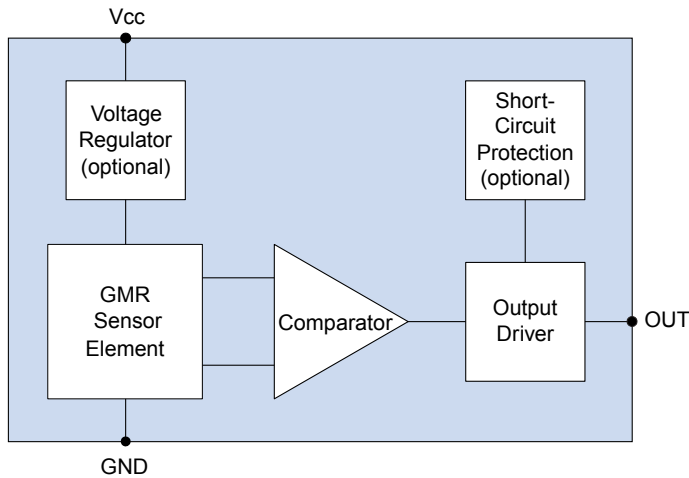 Vcc
Voltage
Regulator
(optional)
Short-
Circuit
Protection
(optional)
GMR
Sensor
Element
Comparator
Output
Driver
OUT
GND